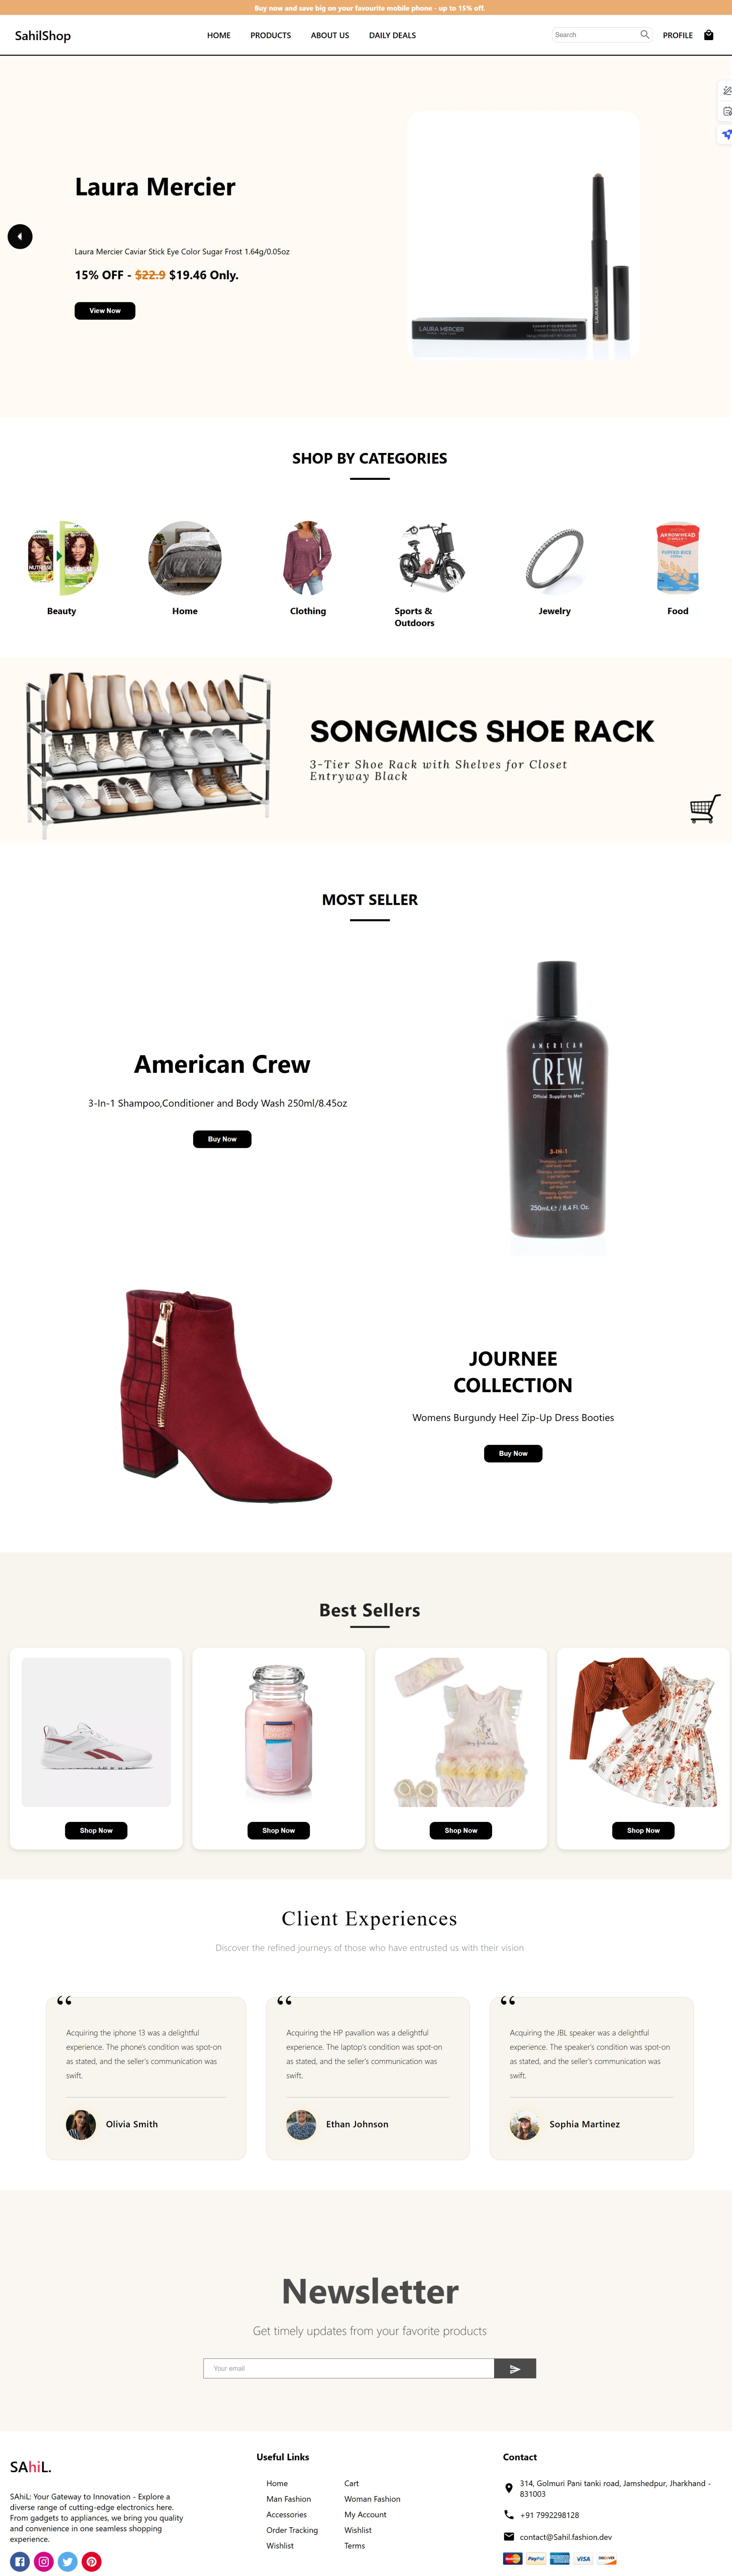 Buy now and save big on your favourite mobile phone - up to 15% off.
SahilShop
HOME PRODUCTS ABOUT US DAILY DEALS
Search
PROFILE
Laura Mercier
Laura Mercier Caviar Stick Eye Color Sugar Frost 1.64g/0.05oz
15% OFF - $22.9 $19.46 Only.
View Now
LAURA MERCIER
LAURA MERCIER
SHOP BY CATEGORIES
NUTRISSE
NUTRISSE
ARROWHEAD
MILLS
PUFFED RICE
Beauty
Home
Clothing
Sports &
Outdoors
Jewelry
Food
SONGMICS SHOE RACK
3-Tier Shoe Rack with Shelves for Closet
Entryway Black
MOST SELLER
American Crew
3-In-1 Shampoo,Conditioner and Body Wash 250ml/8.45oz
Buy Now
AMERICAN
CREW
Official Supplier to Men
3-IN-1
250mL e / 8.4 Fl. Oz.
JOURNEE
COLLECTION
Womens Burgundy Heel Zip-Up Dress Booties
Buy Now
Best Sellers
Shop Now
Shop Now
Shop Now
Shop Now
Client Experiences
Discover the refined journeys of those who have entrusted us with their vision
“
Acquiring the iphone 13 was a delightful
experience. The phone's condition was spot-on
as stated, and the seller's communication was
swift.
Olivia Smith
“
Acquiring the HP pavallion was a delightful
experience. The laptop's condition was spot-on
as stated, and the seller's communication was
swift.
Ethan Johnson
“
Acquiring the JBL speaker was a delightful
experience. The speaker's condition was spot-on
as stated, and the seller's communication was
swift.
Sophia Martinez
Newsletter
Get timely updates from your favorite products
Your email
SAhiL.
SAhiL: Your Gateway to Innovation - Explore a
diverse range of cutting-edge electronics here.
From gadgets to appliances, we bring you quality
and convenience in one seamless shopping
experience.
Useful Links
Home
Man Fashion
Accessories
Order Tracking
Wishlist
Cart
Woman Fashion
My Account
Wishlist
Terms
Contact
314, Golmuri Pani tanki road, Jamshedpur, Jharkhand -
831003
+91 7992298128
contact@Sahil.fashion.dev
MasterCard PayPal VISA DISCOVER